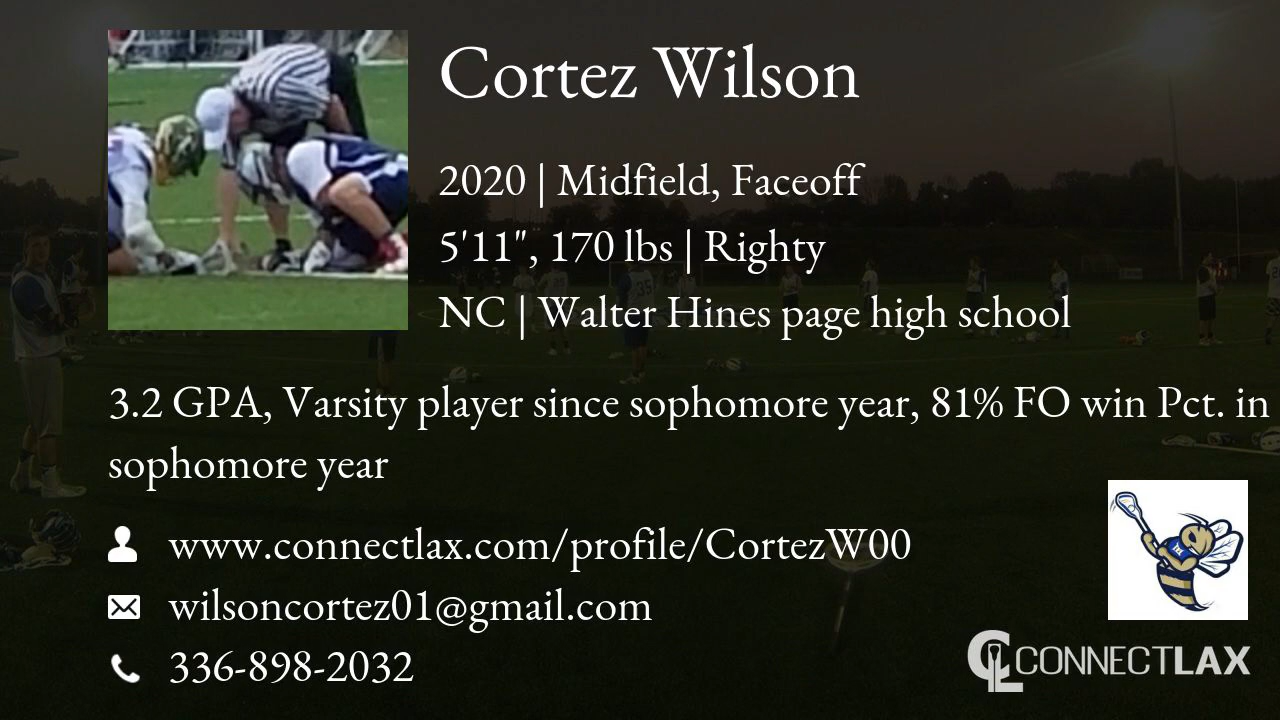 Cortez Wilson
2020 | Midfield, Faceoff
5'11", 170 lbs | Righty
NC | Walter Hines page high school
3.2 GPA, Varsity player since sophomore year, 81% FO win Pct. in
sophomore year
www.connectlax.com/profile/CortezW00
wilsoncortez01@gmail.com
336-898-2032
CONNECTLAX